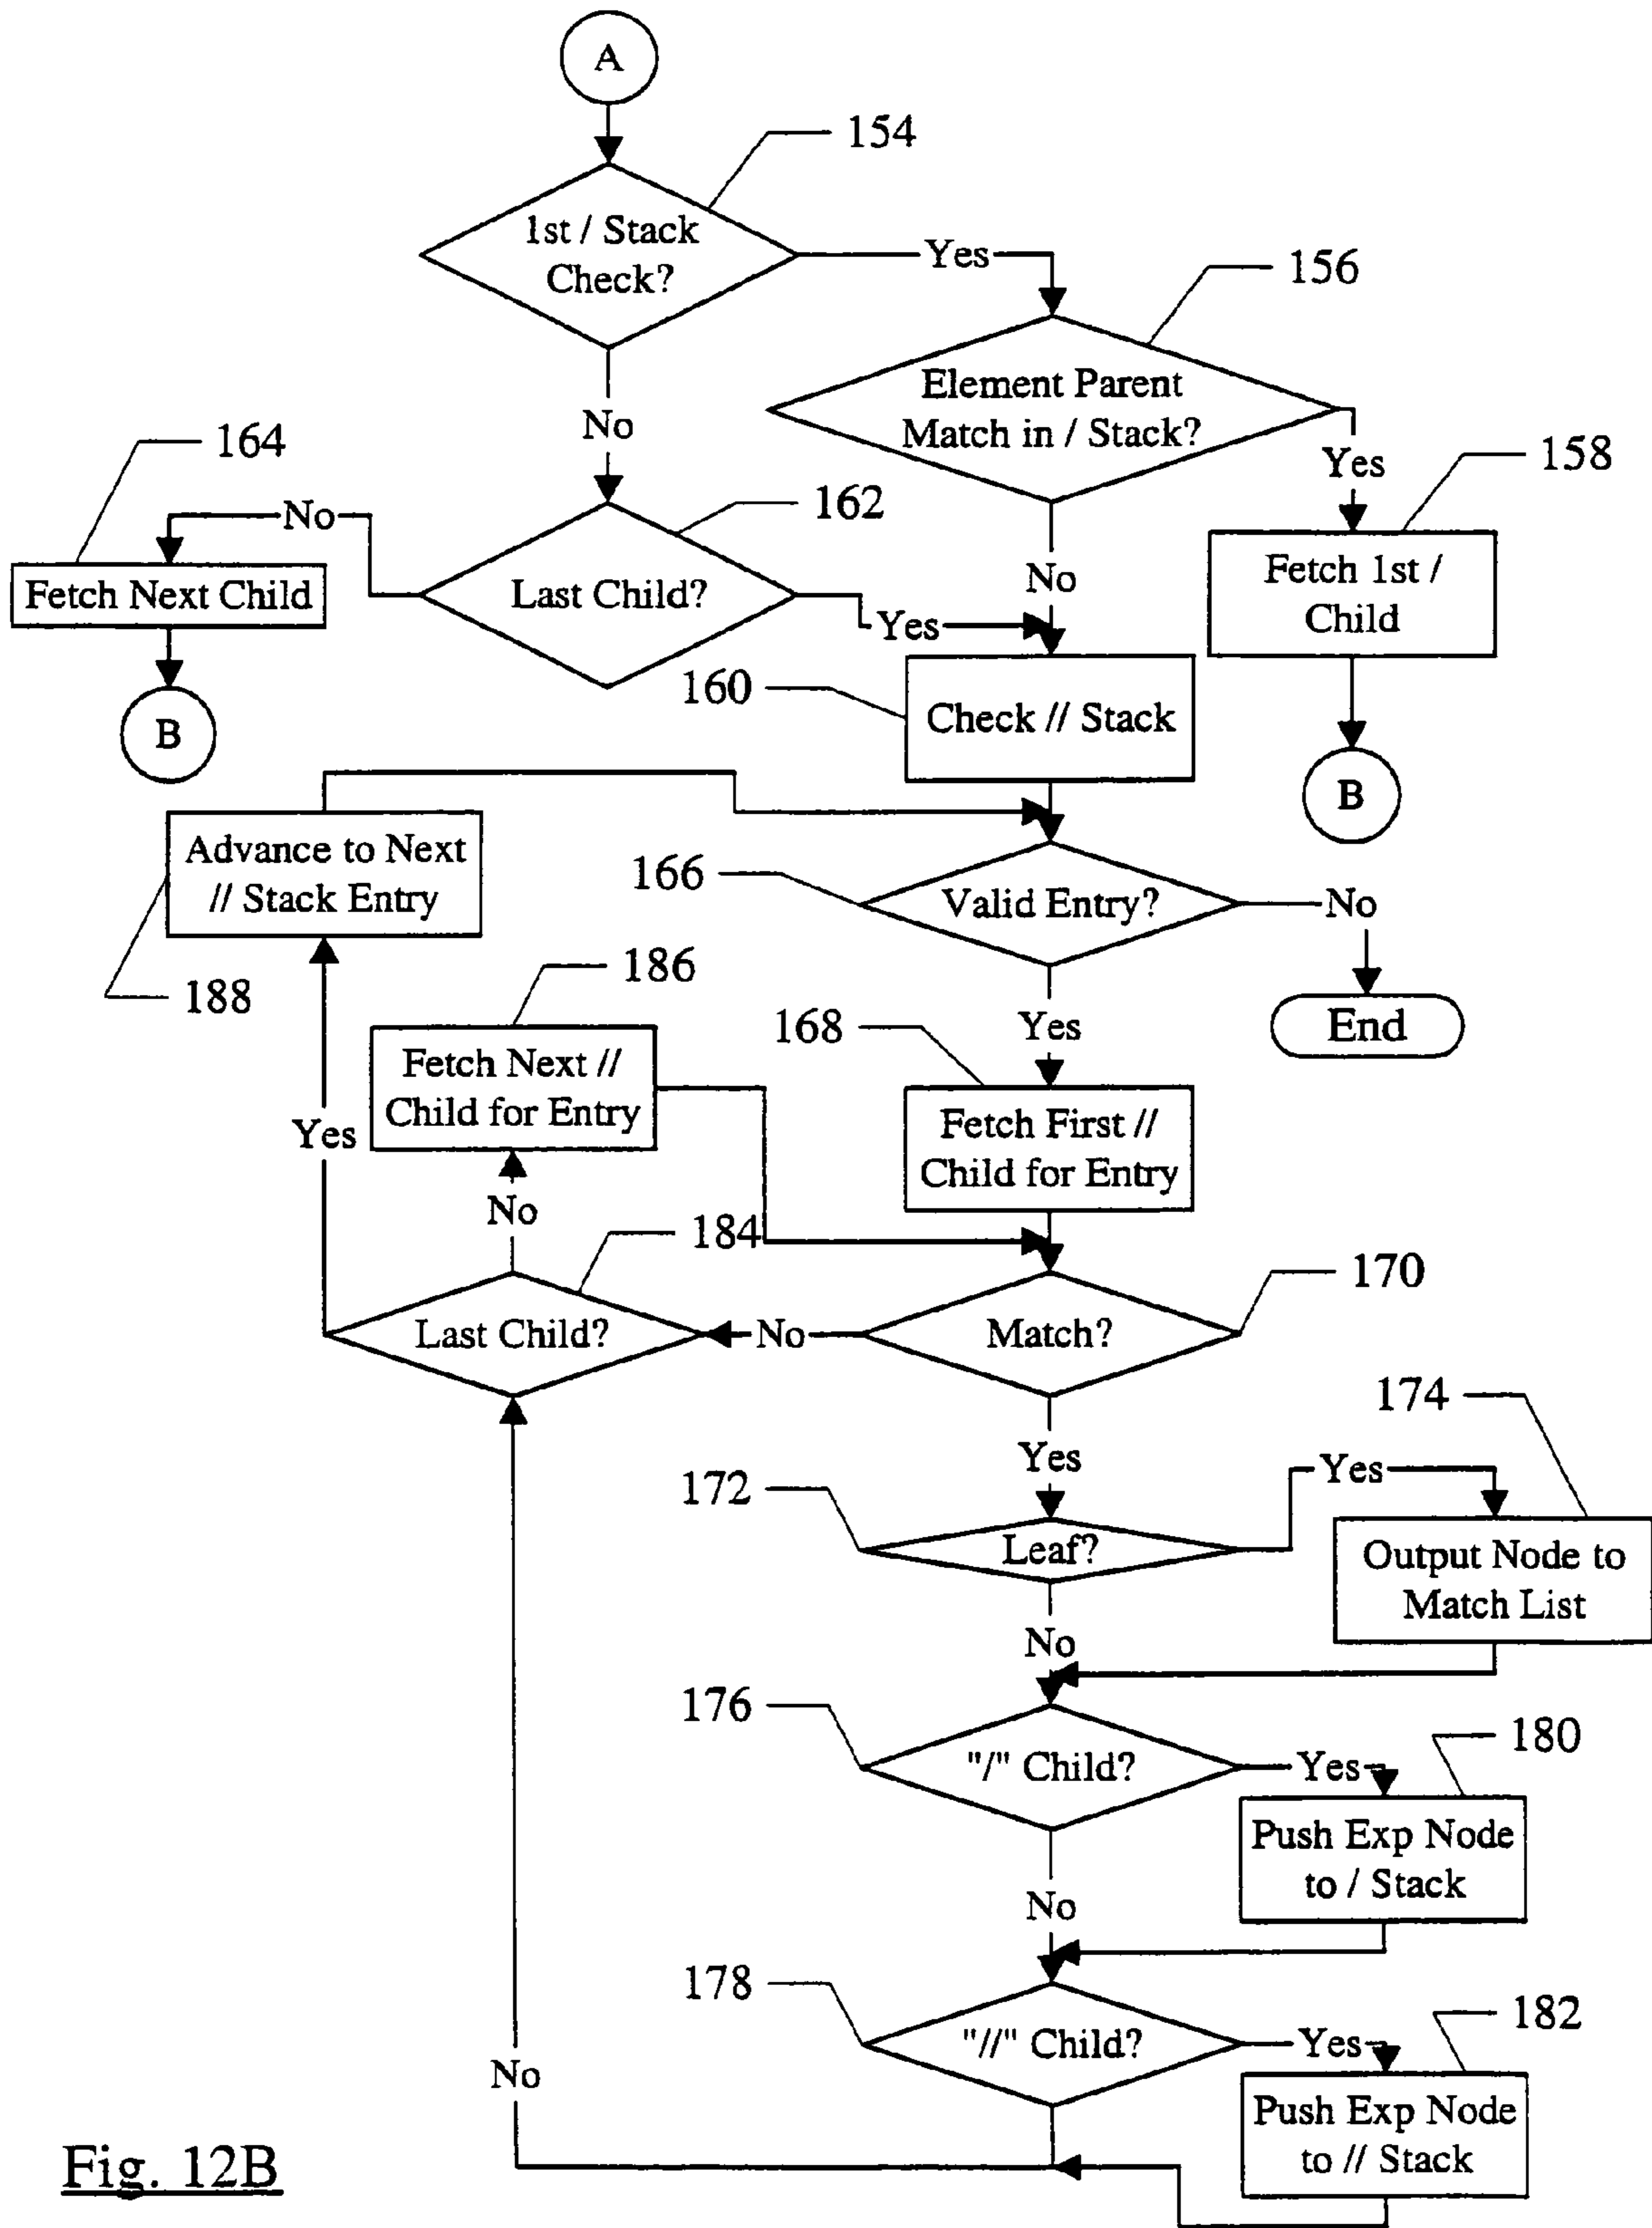 A
154
1st / Stack
Check?
Yes
156
Element Parent
Match in / Stack?
No
164
162
Yes
158
No
Fetch Next Child
Last Child?
No
Fetch 1st /
Child
Yes
160
Check // Stack
B
B
Advance to Next
// Stack Entry
166
Valid Entry?
No
188
186
168
Yes
End
Fetch Next //
Child for Entry
Fetch First //
Child for Entry
Yes
No
184
170
Last Child?
No
Match?
174
Yes
172
Yes
Leaf?
Output Node to
Match List
No
176
180
"/" Child?
Yes
Push Exp Node
to / Stack
No
178
182
"//" Child?
Yes
No
Push Exp Node
to // Stack
Fig. 12B